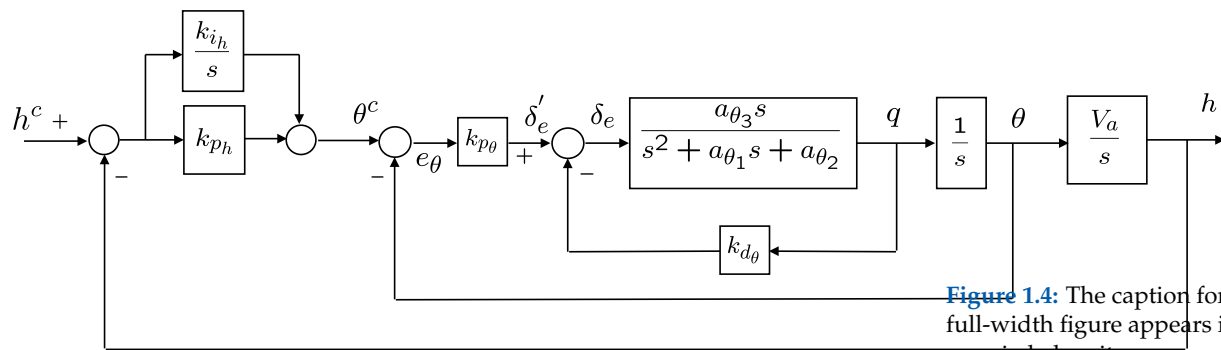 k_{i_h}
s
h^c +
k_{p_h}
θ^c
-
e_θ
k_{p_θ}
δ_e'
+
-
δ_e
a_{θ_3} s
s^2 + a_{θ_1} s + a_{θ_2}
q
1
s
θ
V_a
s
h
k_{d_θ}
-
Figure 1.4: The caption for
full-width figure appears i